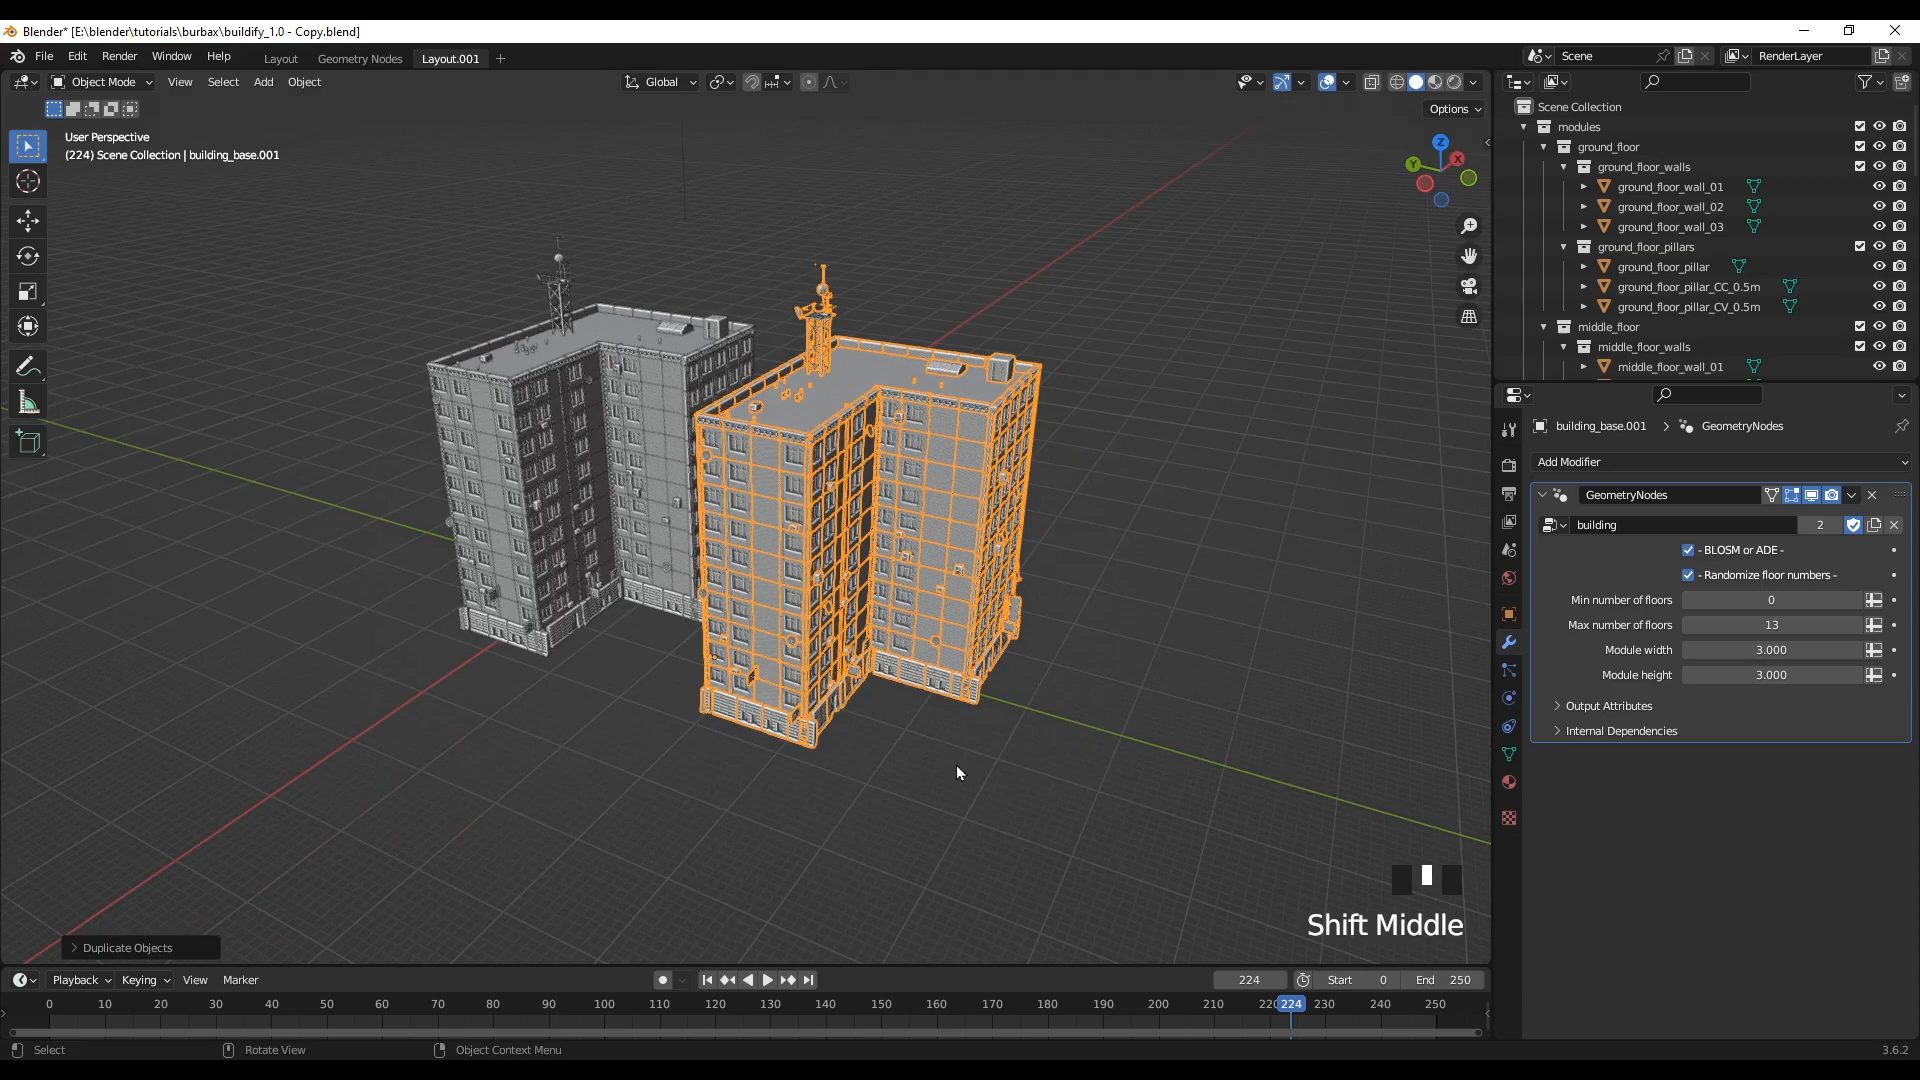 Blender* [E:\blender\tutorials\burbax\buildify_1.0 - Copy.blend]
File Edit Render Window Help Layout Geometry Nodes Layout.001 + Scene RenderLayer
Object Mode View Select Add Object Global
Options
User Perspective
(224) Scene Collection | building_base.001
Z
X
Y
Scene Collection
modules
ground_floor
ground_floor_walls
ground_floor_wall_01
ground_floor_wall_02
ground_floor_wall_03
ground_floor_pillars
ground_floor_pillar
ground_floor_pillar_CC_0.5m
ground_floor_pillar_CV_0.5m
middle_floor
middle_floor_walls
middle_floor_wall_01
building_base.001 > GeometryNodes
Add Modifier
GeometryNodes
building 2
- BLOSM or ADE -
- Randomize floor numbers -
Min number of floors 0
Max number of floors 13
Module width 3.000
Module height 3.000
Output Attributes
Internal Dependencies
Shift Middle
Duplicate Objects
Playback Keying View Marker 224 Start 0 End 250
0 10 20 30 40 50 60 70 80 90 100 110 120 130 140 150 160 170 180 190 200 210 220 224 230 240 250
Select Rotate View Object Context Menu 3.6.2